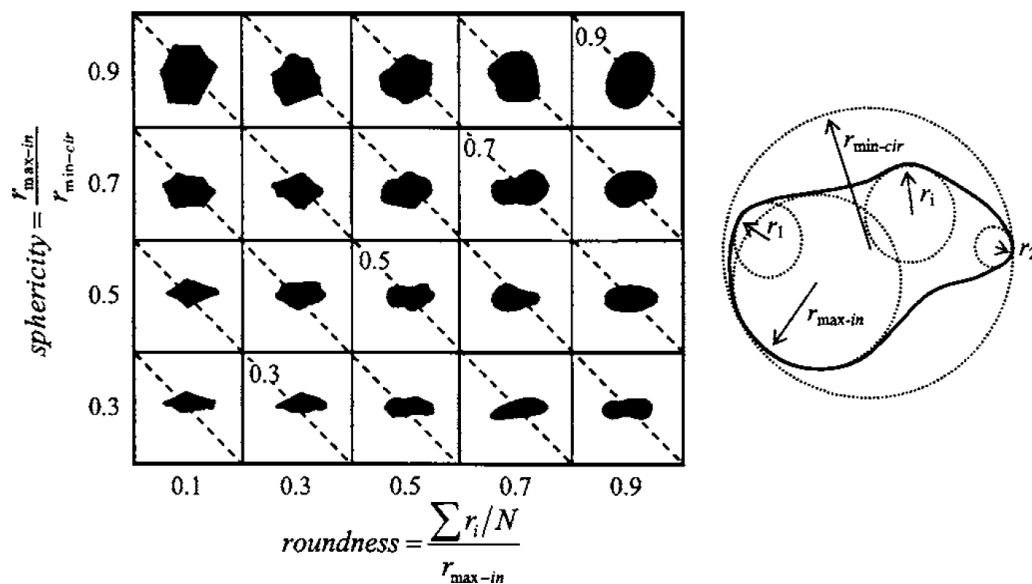 0.9
0.7
0.5
0.3
sphericity = r_max-in / r_min-cir
0.9
0.7
0.5
0.3
0.1 0.3 0.5 0.7 0.9
roundness = ∑ r_i/N / r_max-in
r_min-cir
r_i
r_1
r_2
r_max-in